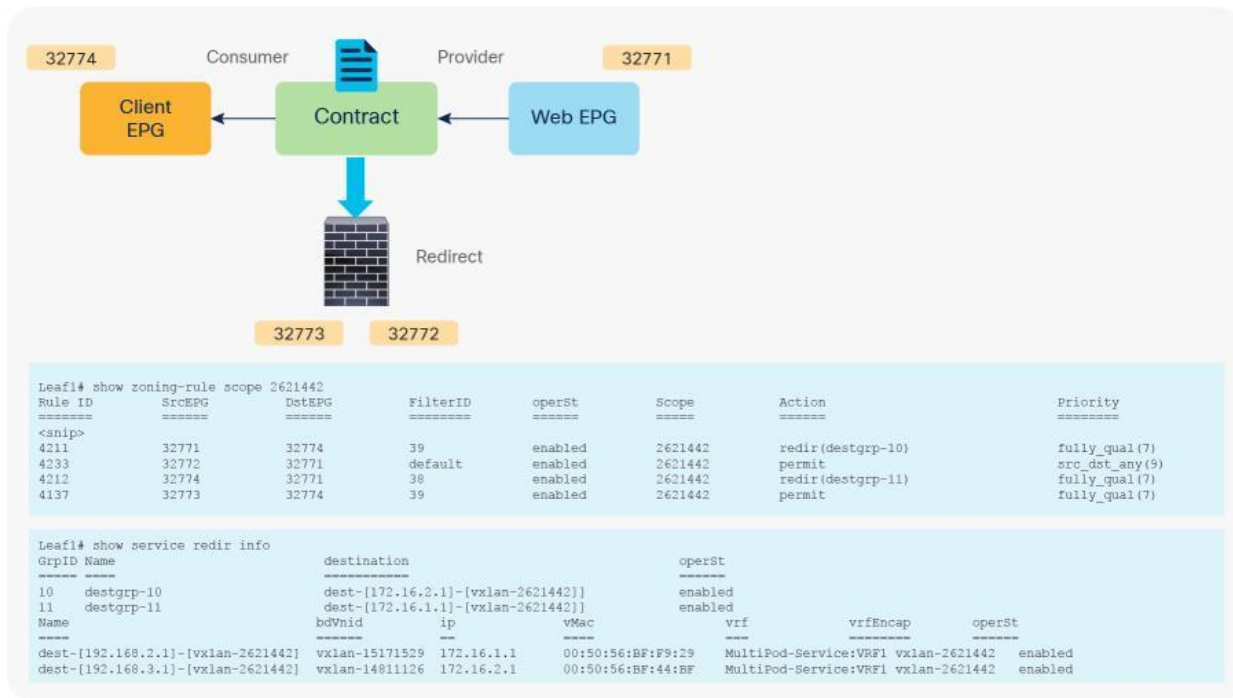 32774 Consumer Provider 32771
Client EPG
Contract
Web EPG
Redirect
32773 32772
Leaf1# show zoning-rule scope 2621442
Rule ID SrcEPG DstEPG FilterID operSt Scope Action Priority
======= ====== ====== ======== ====== ===== ====== ========
<snip>
4211 32771 32774 39 enabled 2621442 redir(destgrp-10) fully_qual(7)
4233 32772 32771 default enabled 2621442 permit src_dst_any(9)
4212 32774 32771 38 enabled 2621442 redir(destgrp-11) fully_qual(7)
4137 32773 32774 39 enabled 2621442 permit fully_qual(7)
Leaf1# show service redir info
GrpID Name destination operSt
===== ==== =========== ======
10 destgrp-10 dest-[172.16.2.1]-[vxlan-2621442]] enabled
11 destgrp-11 dest-[172.16.1.1]-[vxlan-2621442]] enabled
Name bdVnid ip vMac vrf vrfEncap operSt
==== ====== == ==== === ======== ======
dest-[192.168.2.1]-[vxlan-2621442] vxlan-15171529 172.16.1.1 00:50:56:BF:F9:29 MultiPod-Service:VRF1 vxlan-2621442 enabled
dest-[192.168.3.1]-[vxlan-2621442] vxlan-14811126 172.16.2.1 00:50:56:BF:44:BF MultiPod-Service:VRF1 vxlan-2621442 enabled